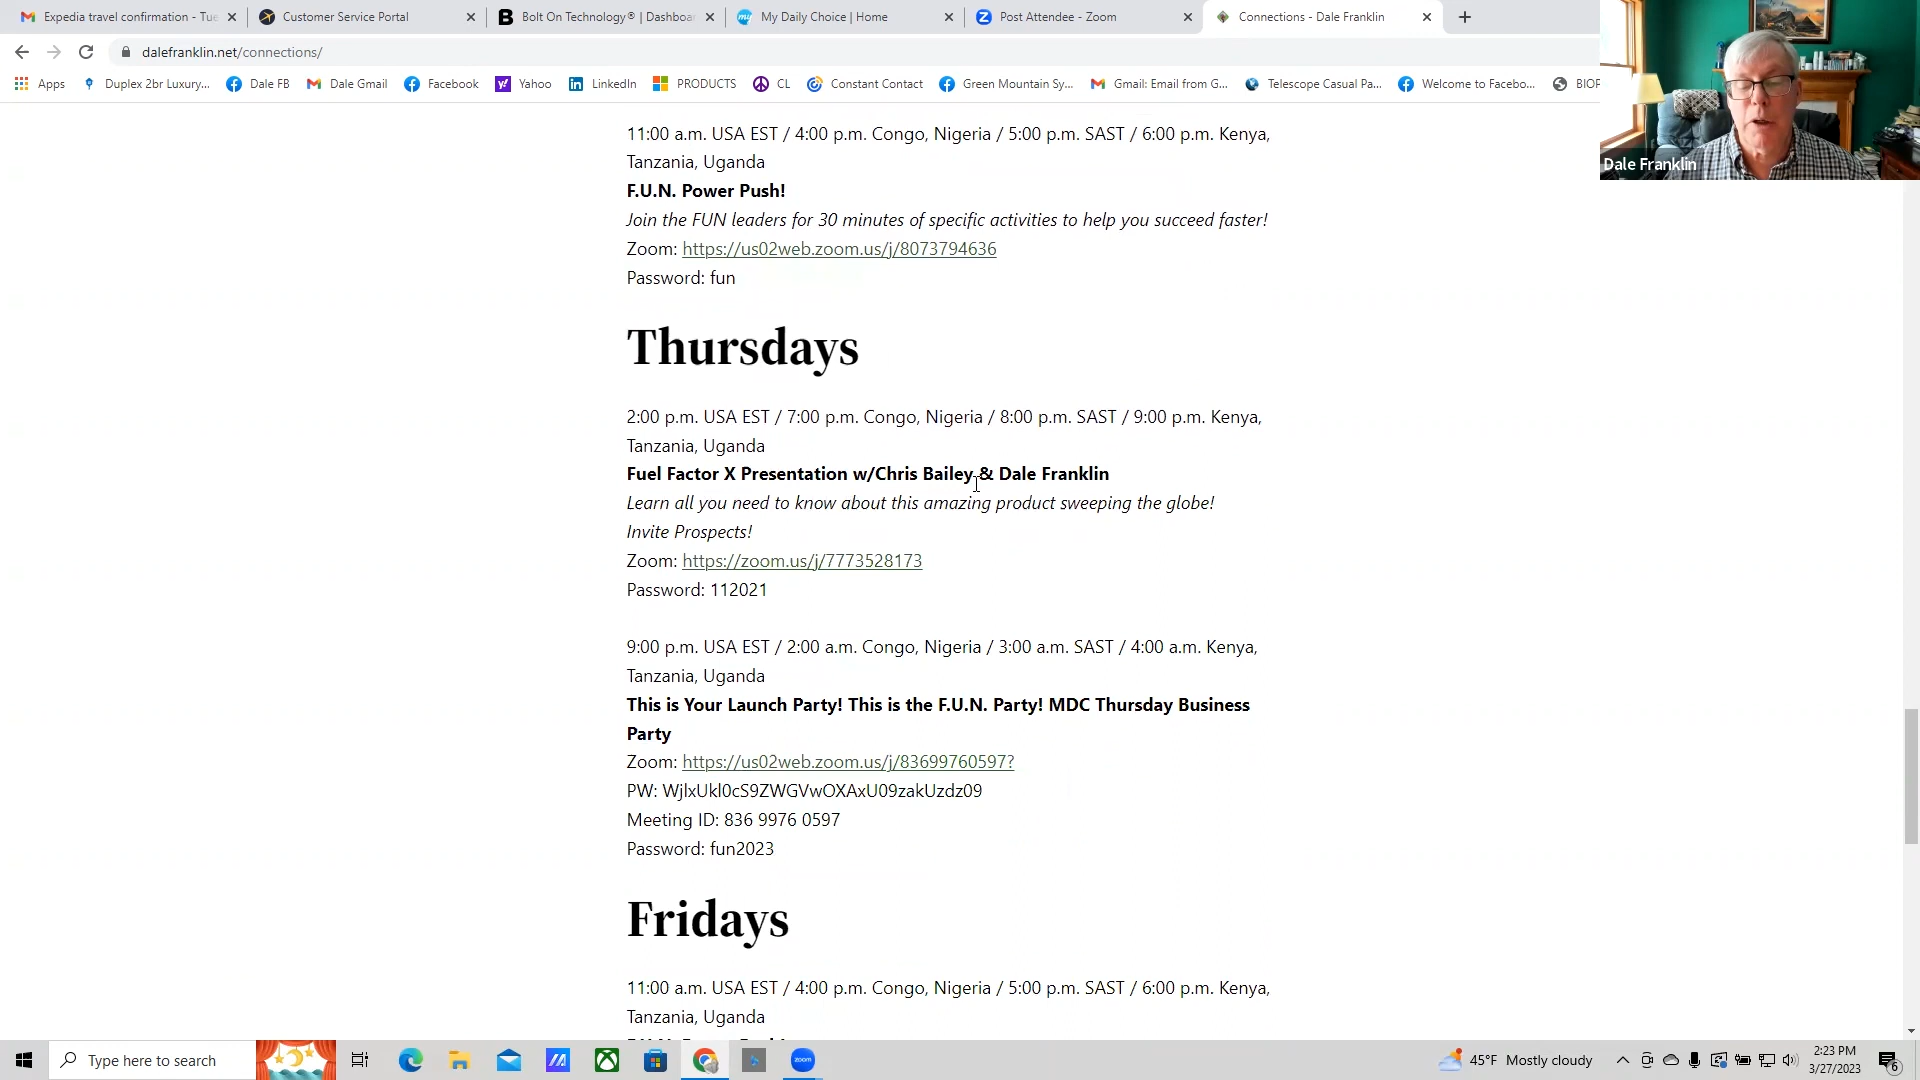 Expedia travel confirmation - Tue
Customer Service Portal
Bolt On Technology® | Dashboar
My Daily Choice | Home
Post Attendee - Zoom
Connections - Dale Franklin
dalefranklin.net/connections/
Apps
Duplex 2br Luxury...
Dale FB
Dale Gmail
Facebook
Yahoo
LinkedIn
PRODUCTS
CL
Constant Contact
Green Mountain Sy...
Gmail: Email from G...
Telescope Casual Pa...
Welcome to Facebo...
BIOF
Dale Franklin
11:00 a.m. USA EST / 4:00 p.m. Congo, Nigeria / 5:00 p.m. SAST / 6:00 p.m. Kenya,
Tanzania, Uganda
F.U.N. Power Push!
Join the FUN leaders for 30 minutes of specific activities to help you succeed faster!
Zoom: https://us02web.zoom.us/j/8073794636
Password: fun
Thursdays
2:00 p.m. USA EST / 7:00 p.m. Congo, Nigeria / 8:00 p.m. SAST / 9:00 p.m. Kenya,
Tanzania, Uganda
Fuel Factor X Presentation w/Chris Bailey & Dale Franklin
Learn all you need to know about this amazing product sweeping the globe!
Invite Prospects!
Zoom: https://zoom.us/j/7773528173
Password: 112021
9:00 p.m. USA EST / 2:00 a.m. Congo, Nigeria / 3:00 a.m. SAST / 4:00 a.m. Kenya,
Tanzania, Uganda
This is Your Launch Party! This is the F.U.N. Party! MDC Thursday Business
Party
Zoom: https://us02web.zoom.us/j/83699760597?
PW: WjlxUkl0cS9ZWGVwOXAxU09zakUzdz09
Meeting ID: 836 9976 0597
Password: fun2023
Fridays
11:00 a.m. USA EST / 4:00 p.m. Congo, Nigeria / 5:00 p.m. SAST / 6:00 p.m. Kenya,
Tanzania, Uganda
Type here to search
zoom
45°F Mostly cloudy
2:23 PM
3/27/2023
6